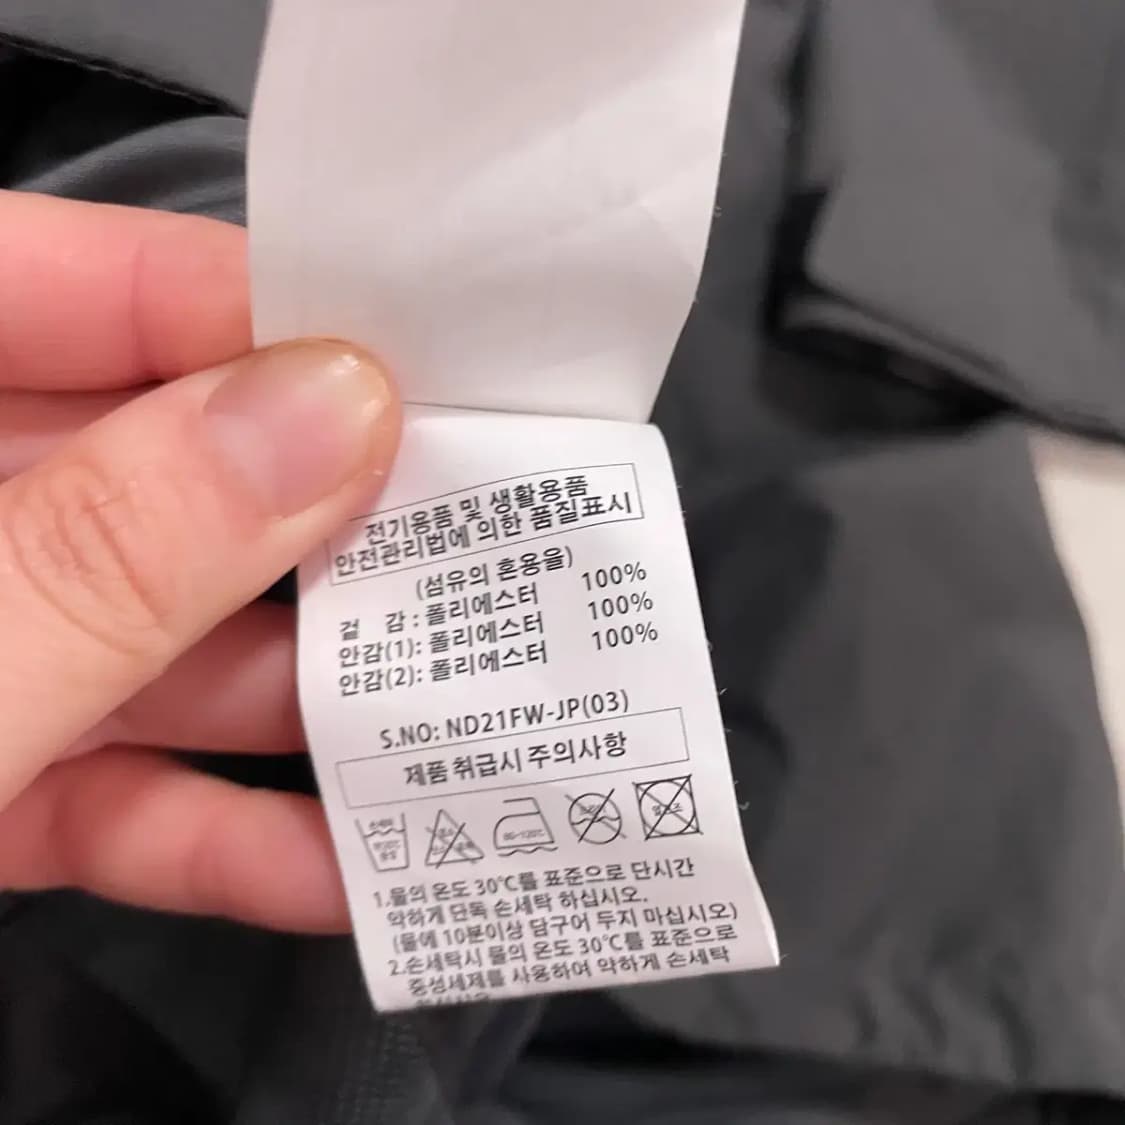 전기용품 및 생활용품
안전관리법에 의한 품질표시
(섬유의 혼용율)
겉 감 : 폴리에스터 100%
안감(1): 폴리에스터 100%
안감(2): 폴리에스터 100%
S.NO: ND21FW-JP(03)
제품 취급시 주의사항
손세탁
80~120℃
1.물의 온도 30℃를 표준으로 단시간
약하게 단독 손세탁 하십시오.
(물에 10분이상 담구어 두지 마십시오)
2.손세탁시 물의 온도 30℃를 표준으로
중성세제를 사용하여 약하게 손세탁